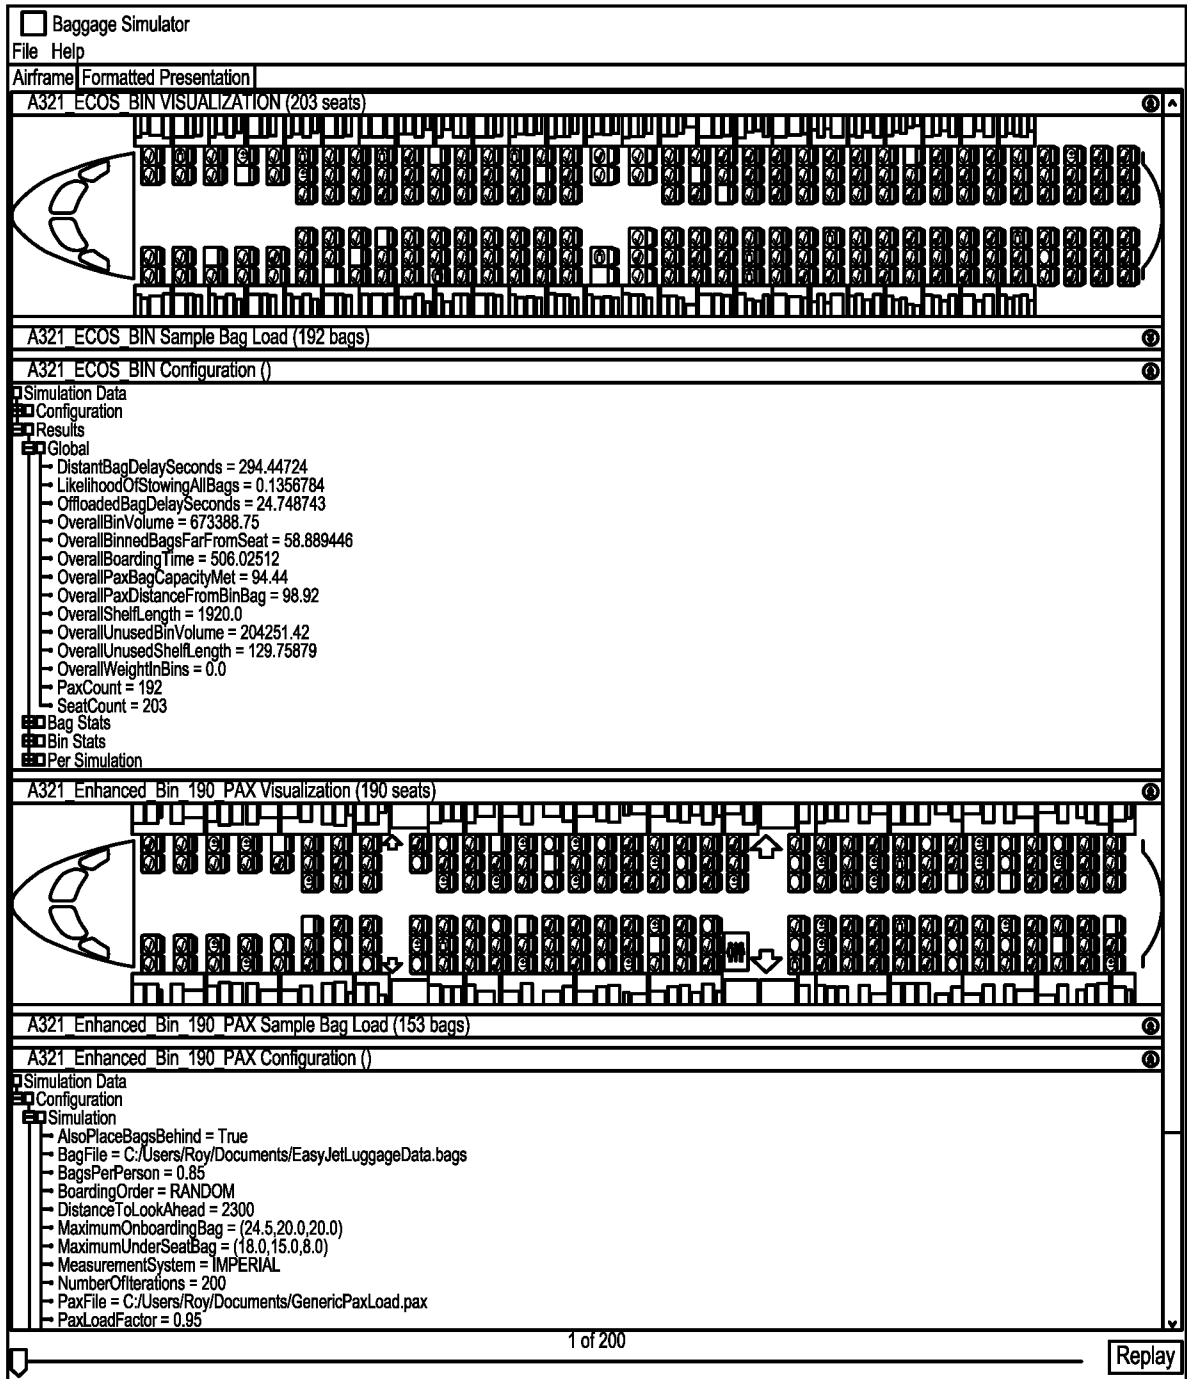 Baggage Simulator
File Help
Airframe Formatted Presentation
A321_ECOS_BIN VISUALIZATION (203 seats)
A321_ECOS_BIN Sample Bag Load (192 bags)
A321_ECOS_BIN Configuration ()
Simulation Data
Configuration
Results
Global
DistantBagDelaySeconds = 294.44724
LikelihoodOfStowingAllBags = 0.1356784
OffloadedBagDelaySeconds = 24.748743
OverallBinVolume = 673388.75
OverallBinnedBagsFarFromSeat = 58.889446
OverallBoardingTime = 506.02512
OverallPaxBagCapacityMet = 94.44
OverallPaxDistanceFromBinBag = 98.92
OverallShelfLength = 1920.0
OverallUnusedBinVolume = 204251.42
OverallUnusedShelfLength = 129.75879
OverallWeightInBins = 0.0
PaxCount = 192
SeatCount = 203
Bag Stats
Bin Stats
Per Simulation
A321_Enhanced_Bin_190_PAX Visualization (190 seats)
A321_Enhanced_Bin_190_PAX Sample Bag Load (153 bags)
A321_Enhanced_Bin_190_PAX Configuration ()
Simulation Data
Configuration
Simulation
AlsoPlaceBagsBehind = True
BagFile = C:/Users/Roy/Documents/EasyJetLuggageData.bags
BagsPerPerson = 0.85
BoardingOrder = RANDOM
DistanceToLookAhead = 2300
MaximumOnboardingBag = (24.5,20.0,20.0)
MaximumUnderSeatBag = (18.0,15.0,8.0)
MeasurementSystem = IMPERIAL
NumberOfIterations = 200
PaxFile = C:/Users/Roy/Documents/GenericPaxLoad.pax
PaxLoadFactor = 0.95
1 of 200
Replay